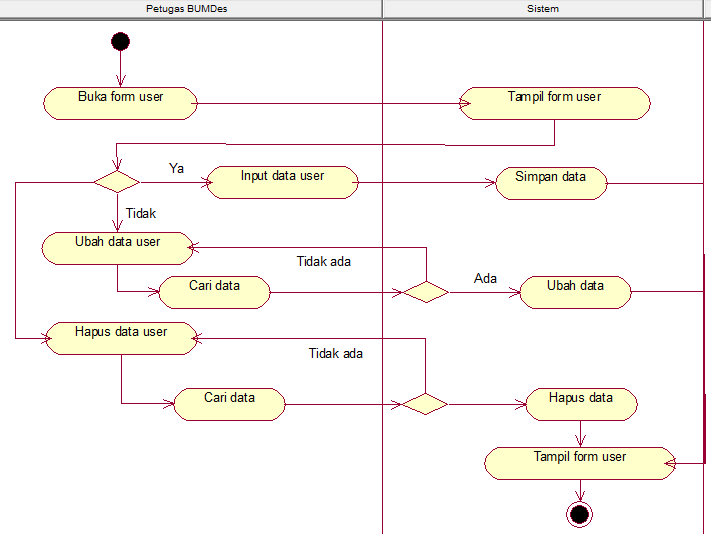 Petugas BUMDes
Sistem
Buka form user
Tampil form user
Ya
Input data user
Simpan data
Tidak
Ubah data user
Tidak ada
Cari data
Ada
Ubah data
Hapus data user
Tidak ada
Cari data
Hapus data
Tampil form user